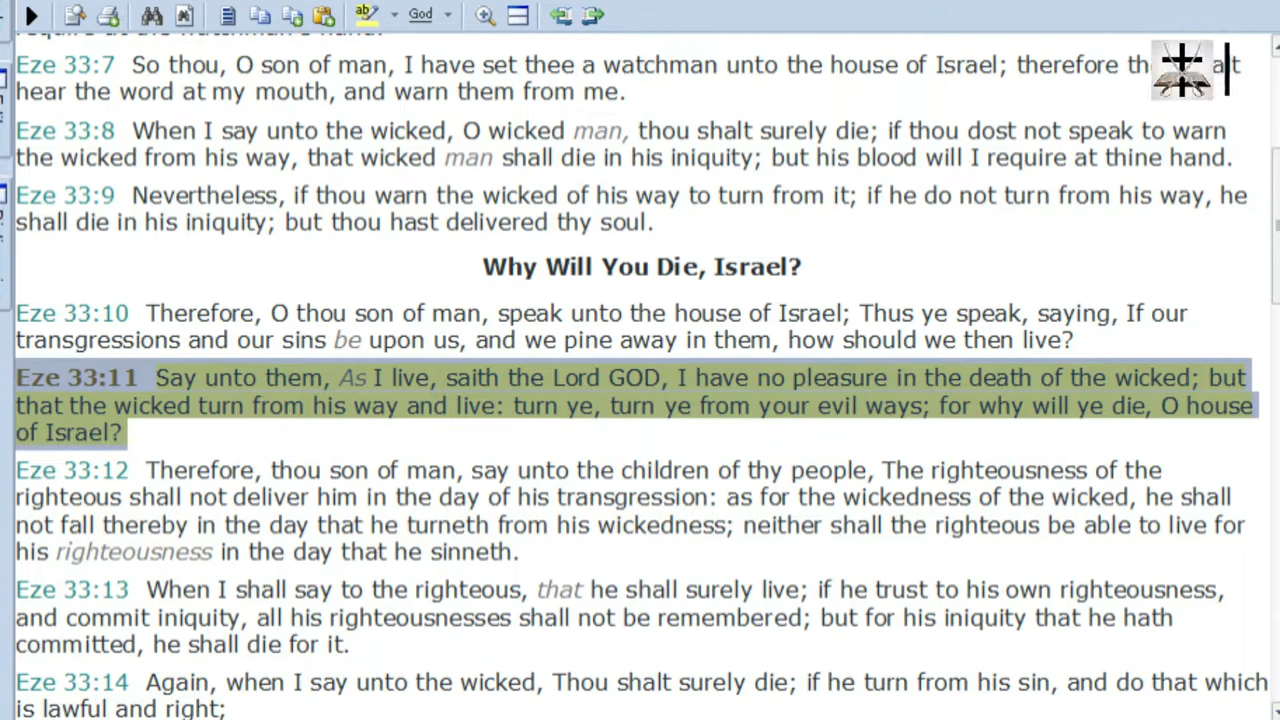 God
Eze 33:7 So thou, O son of man, I have set thee a watchman unto the house of Israel; therefore
hear the word at my mouth, and warn them from me.
Eze 33:8 When I say unto the wicked, O wicked man, thou shalt surely die; if thou dost not speak to warn
the wicked from his way, that wicked man shall die in his iniquity; but his blood will I require at thine hand.
Eze 33:9 Nevertheless, if thou warn the wicked of his way to turn from it; if he do not turn from his way, he
shall die in his iniquity; but thou hast delivered thy soul.
Why Will You Die, Israel?
Eze 33:10 Therefore, O thou son of man, speak unto the house of Israel; Thus ye speak, saying, If our
transgressions and our sins be upon us, and we pine away in them, how should we then live?
Eze 33:11 Say unto them, As I live, saith the Lord GOD, I have no pleasure in the death of the wicked; but
that the wicked turn from his way and live: turn ye, turn ye from your evil ways; for why will ye die, O house
of Israel?
Eze 33:12 Therefore, thou son of man, say unto the children of thy people, The righteousness of the
righteous shall not deliver him in the day of his transgression: as for the wickedness of the wicked, he shall
not fall thereby in the day that he turneth from his wickedness; neither shall the righteous be able to live for
his righteousness in the day that he sinneth.
Eze 33:13 When I shall say to the righteous, that he shall surely live; if he trust to his own righteousness,
and commit iniquity, all his righteousnesses shall not be remembered; but for his iniquity that he hath
committed, he shall die for it.
Eze 33:14 Again, when I say unto the wicked, Thou shalt surely die; if he turn from his sin, and do that which
is lawful and right;